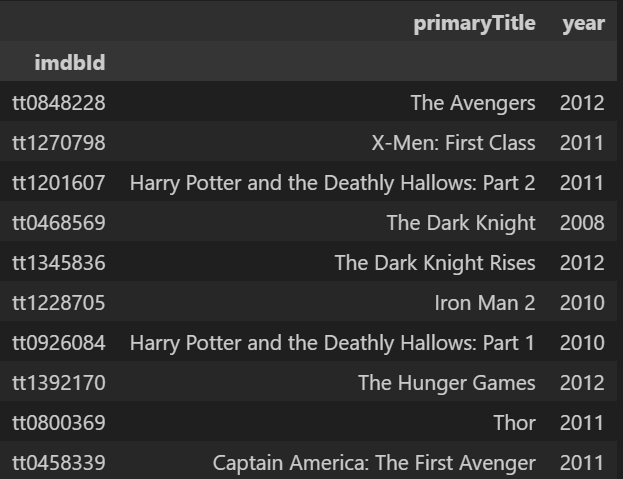 primaryTitle year
imdbId
tt0848228 The Avengers 2012
tt1270798 X-Men: First Class 2011
tt1201607 Harry Potter and the Deathly Hallows: Part 2 2011
tt0468569 The Dark Knight 2008
tt1345836 The Dark Knight Rises 2012
tt1228705 Iron Man 2 2010
tt0926084 Harry Potter and the Deathly Hallows: Part 1 2010
tt1392170 The Hunger Games 2012
tt0800369 Thor 2011
tt0458339 Captain America: The First Avenger 2011